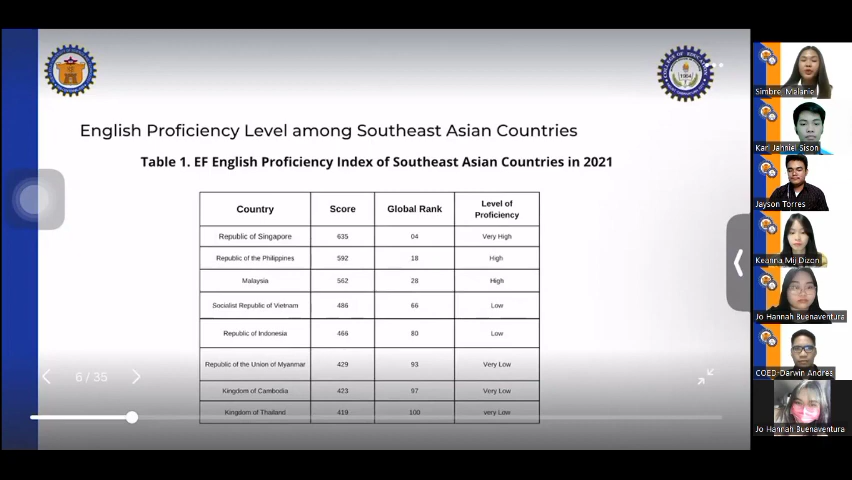 English Proficiency Level among Southeast Asian Countries
Table 1. EF English Proficiency Index of Southeast Asian Countries in 2021
Country Score Global Rank Level of Proficiency
Republic of Singapore 635 04 Very High
Republic of the Philippines 592 18 High
Malaysia 562 28 High
Socialist Republic of Vietnam 486 66 Low
Republic of Indonesia 466 80 Low
Republic of the Union of Myanmar 429 93 Very Low
Kingdom of Cambodia 423 97 Very Low
Kingdom of Thailand 419 100 very Low
6 / 35
Simbre, Melanie
Karl Jahniel Sison
Jayson Torres
Keanna Mij Dizon
Jo Hannah Buenaventura
COED-Darwin Andres
Jo Hannah Buenaventura